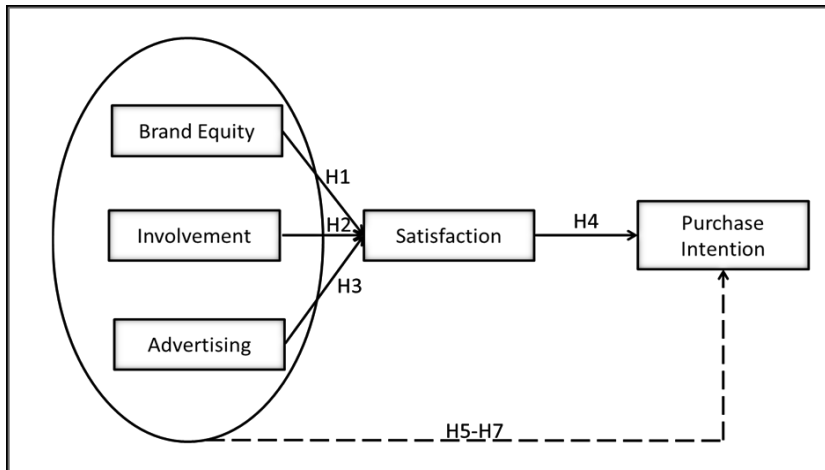 Brand Equity
H1
Involvement
H2
Satisfaction
H4
Purchase
Intention
H3
Advertising
H5-H7